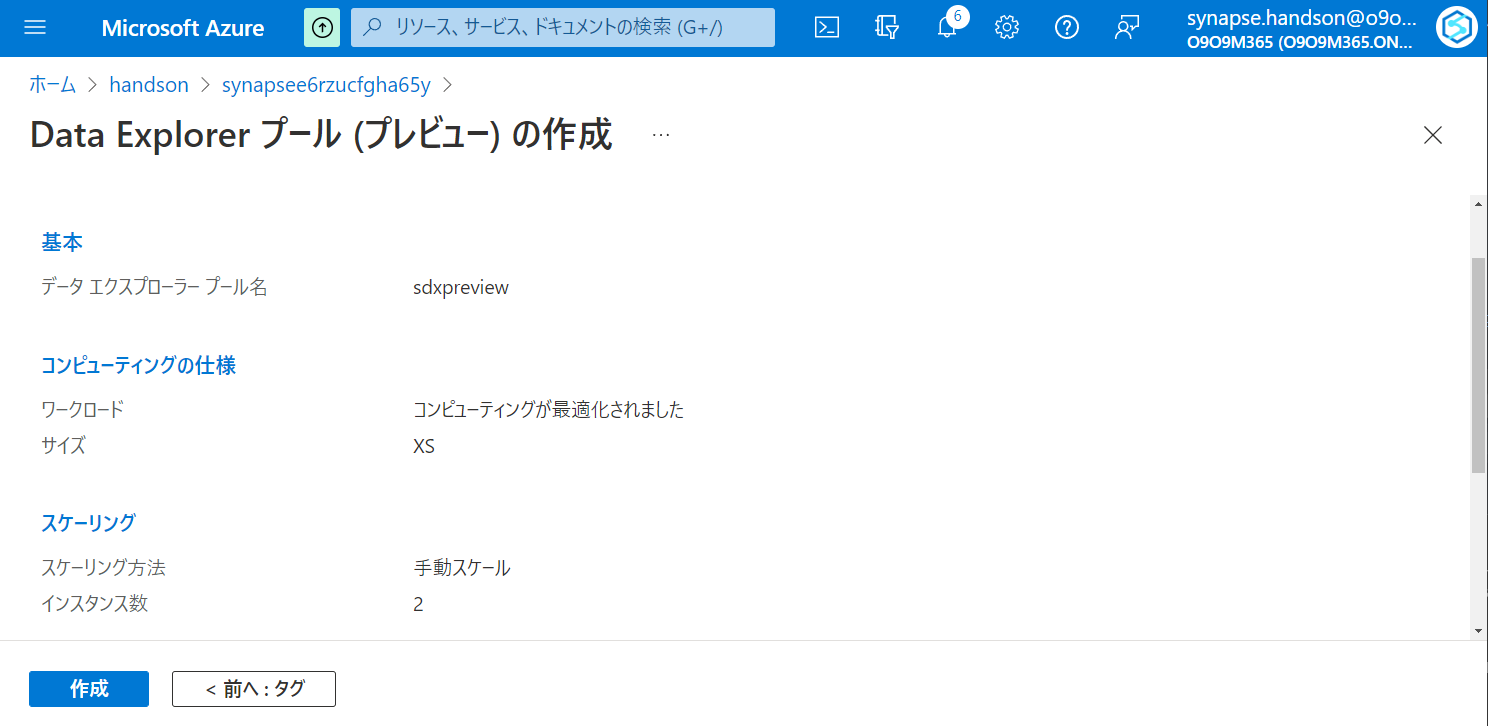 Microsoft Azure
リソース、サービス、ドキュメントの検索 (G+/)
6
synapse.handson@o9o...
O9O9M365 (O9O9M365.ON...
ホーム > handson > synapsee6rzucfgha65y >
Data Explorer プール (プレビュー) の作成 ...
基本
データ エクスプローラー プール名 sdxpreview
コンピューティングの仕様
ワークロード コンピューティングが最適化されました
サイズ XS
スケーリング
スケーリング方法 手動スケール
インスタンス数 2
作成 < 前へ : タグ